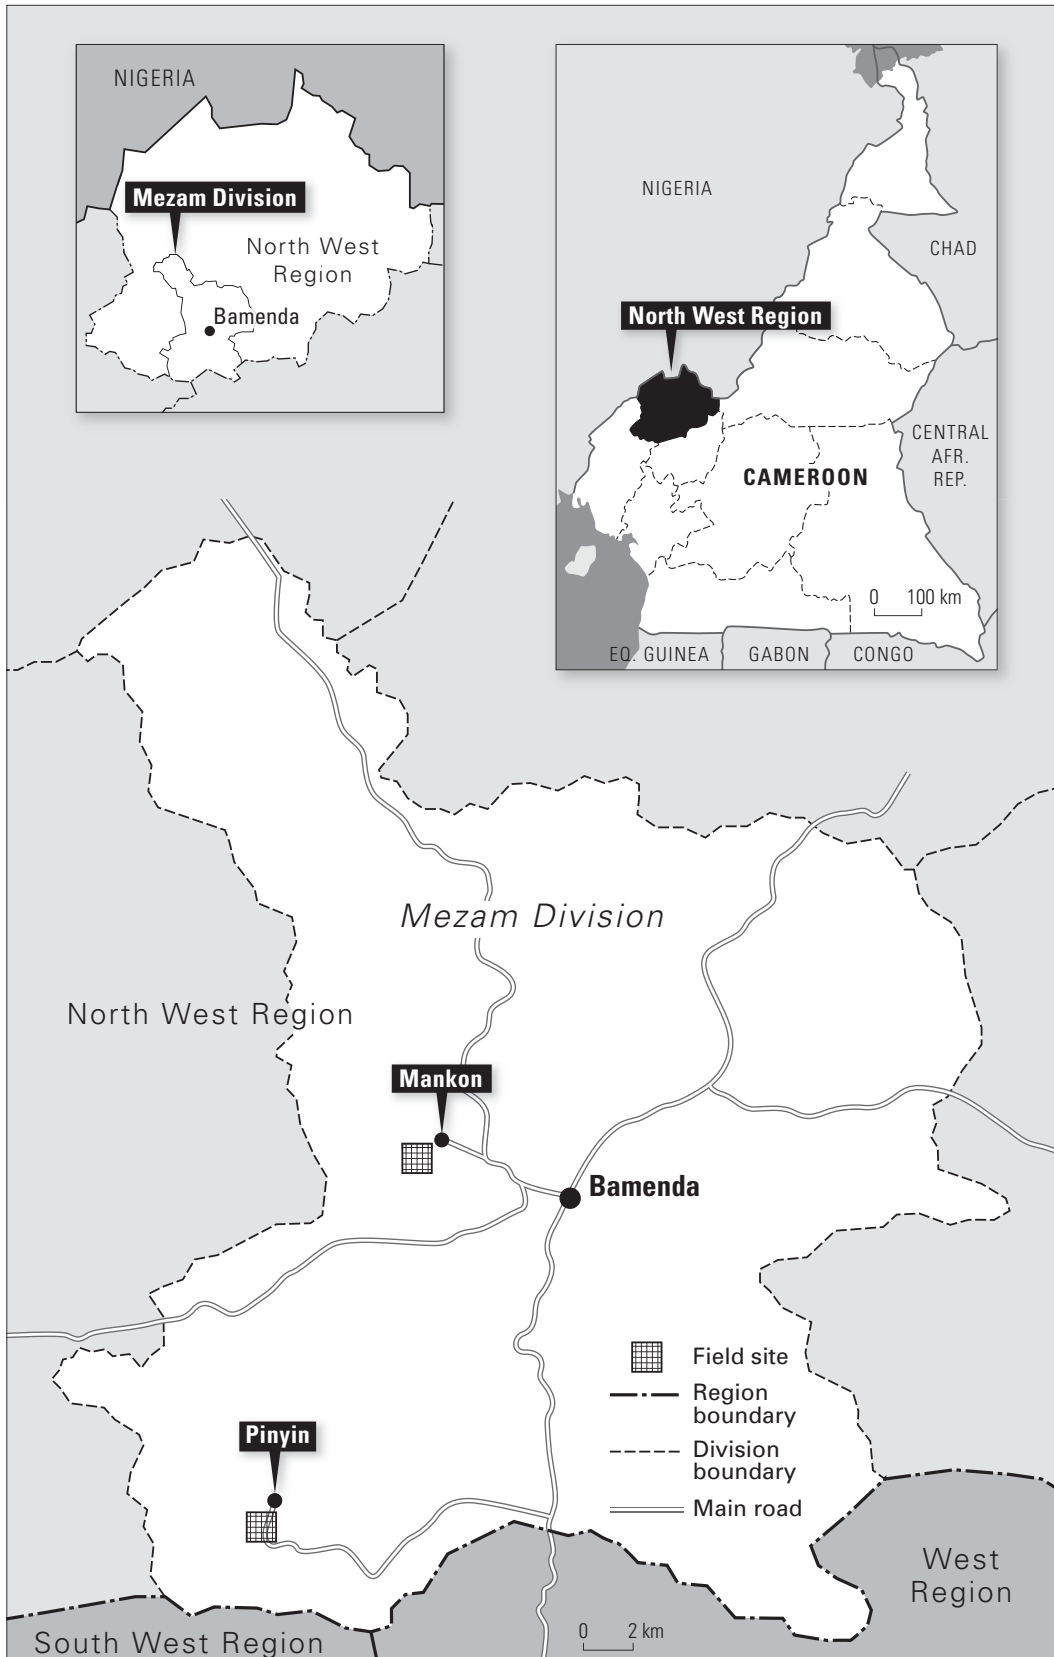 NIGERIA
Mezam Division
North West
Region
Bamenda
NIGERIA
CHAD
North West Region
CENTRAL
AFR.
REP.
CAMEROON
0 100 km
EQ. GUINEA
GABON
CONGO
Mezam Division
North West Region
Mankon
Bamenda
Field site
Region
boundary
Division
boundary
Main road
Pinyin
West
Region
South West Region
0 2 km